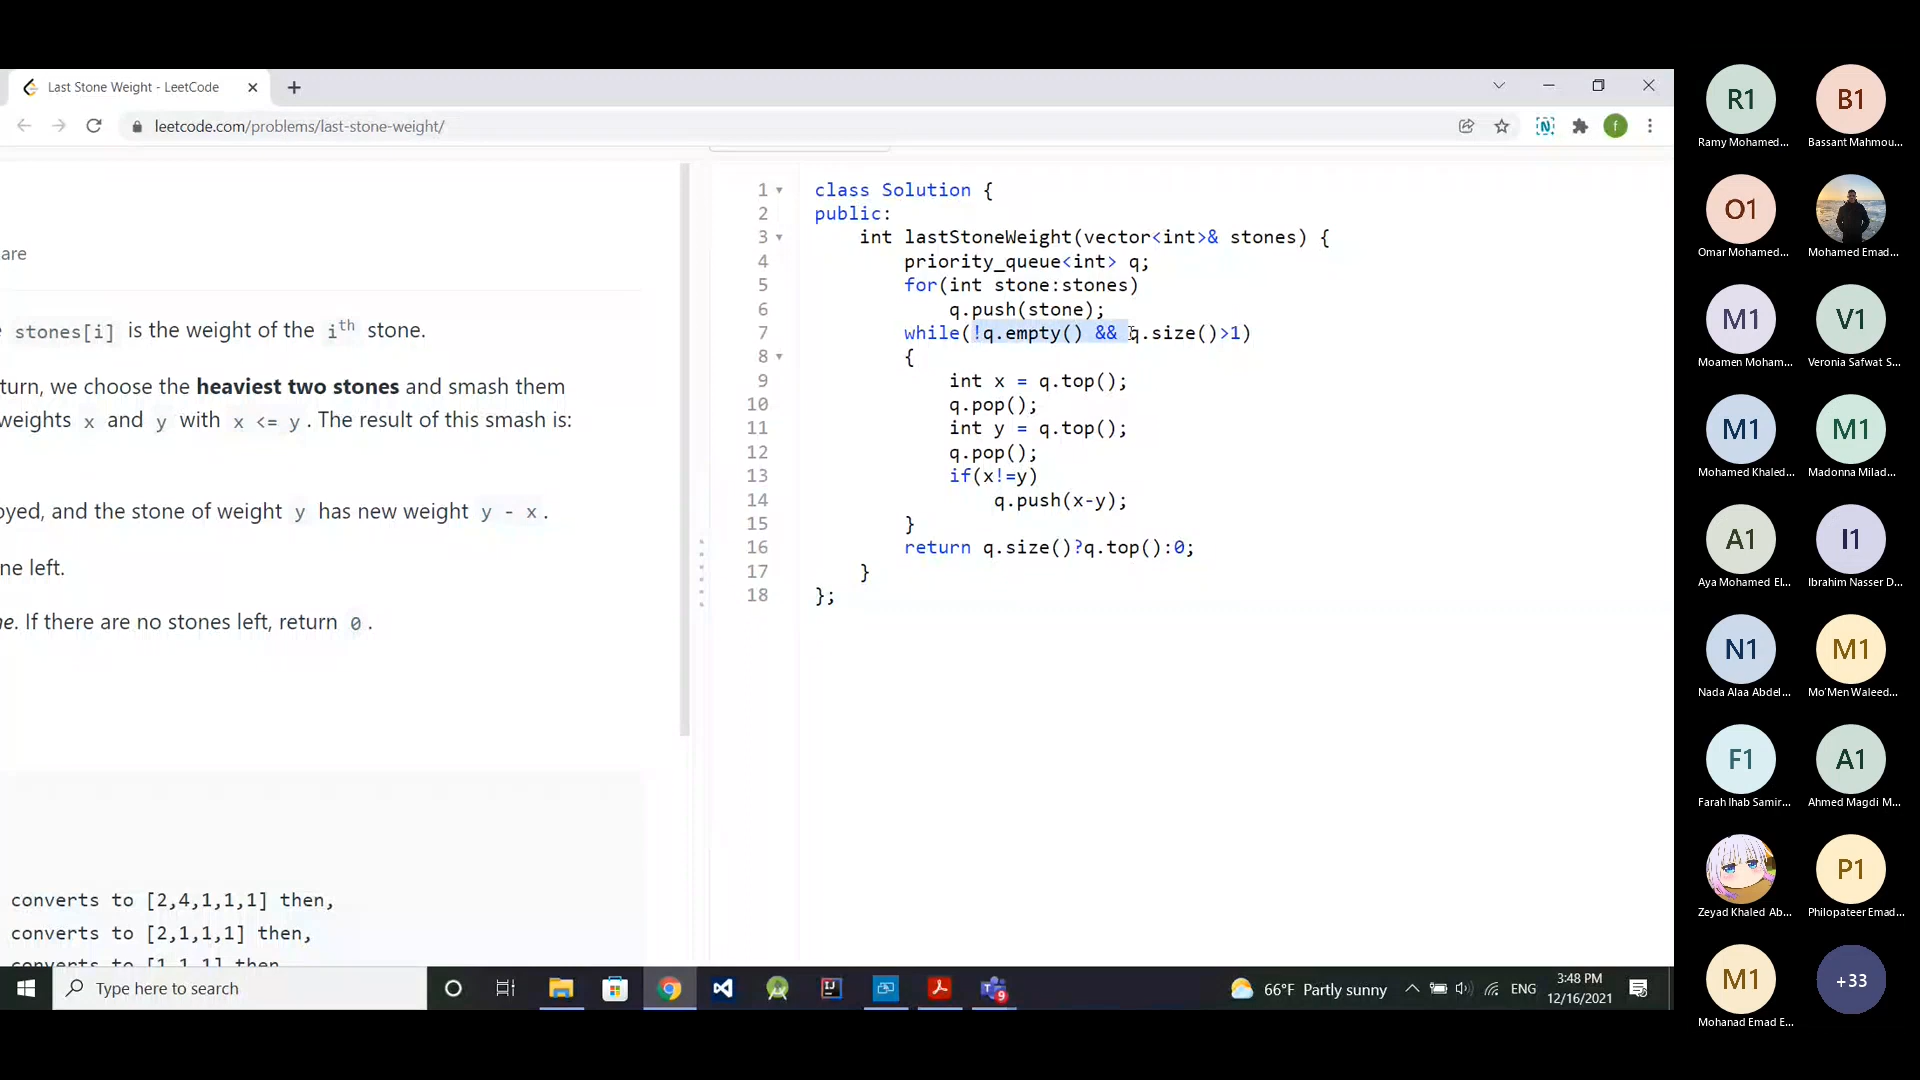 Last Stone Weight - LeetCode
leetcode.com/problems/last-stone-weight/
f
are
stones[i] is the weight of the ith stone.
turn, we choose the heaviest two stones and smash them
weights x and y with x <= y. The result of this smash is:
oyed, and the stone of weight y has new weight y - x.
ne left.
ne. If there are no stones left, return 0.
converts to [2,4,1,1,1] then,
converts to [2,1,1,1] then,
converts to [1,1,1] then
1 class Solution {
2 public:
3 int lastStoneWeight(vector<int>& stones) {
4 priority_queue<int> q;
5 for(int stone:stones)
6 q.push(stone);
7 while(!q.empty() && q.size()>1)
8 {
9 int x = q.top();
10 q.pop();
11 int y = q.top();
12 q.pop();
13 if(x!=y)
14 q.push(x-y);
15 }
16 return q.size()?q.top():0;
17 }
18 };
Type here to search
9
66°F Partly sunny
ENG
3:48 PM
12/16/2021
R1
Ramy Mohamed...
B1
Bassant Mahmou...
O1
Omar Mohamed...
Mohamed Emad...
M1
Moamen Moham...
V1
Veronia Safwat S...
M1
Mohamed Khaled...
M1
Madonna Milad...
A1
Aya Mohamed El...
I1
Ibrahim Nasser D...
N1
Nada Alaa Abdel...
M1
Mo'Men Waleed...
F1
Farah Ihab Samir...
A1
Ahmed Magdi M...
Zeyad Khaled Ab...
P1
Philopateer Emad...
M1
Mohanad Emad E...
+33